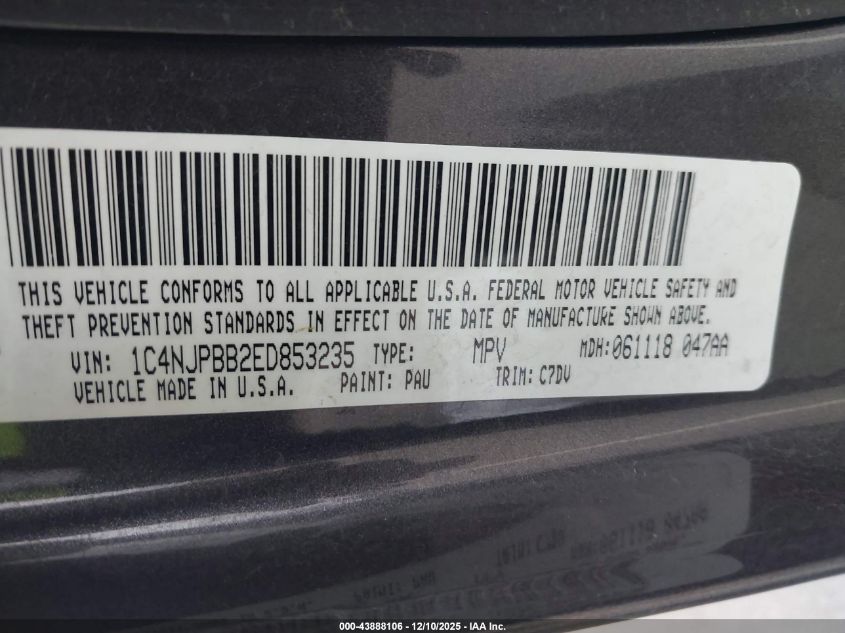 THIS VEHICLE CONFORMS TO ALL APPLICABLE U.S.A. FEDERAL MOTOR VEHICLE SAFETY AND
THEFT PREVENTION STANDARDS IN EFFECT ON THE DATE OF MANUFACTURE SHOWN ABOVE.
VIN: 1C4NJPBB2ED853235 TYPE: MPV MDH: 061118 047AA
VEHICLE MADE IN U.S.A. PAINT: PAU TRIM: C7DV
000-43888106 - 12/10/2025 - IAA Inc.